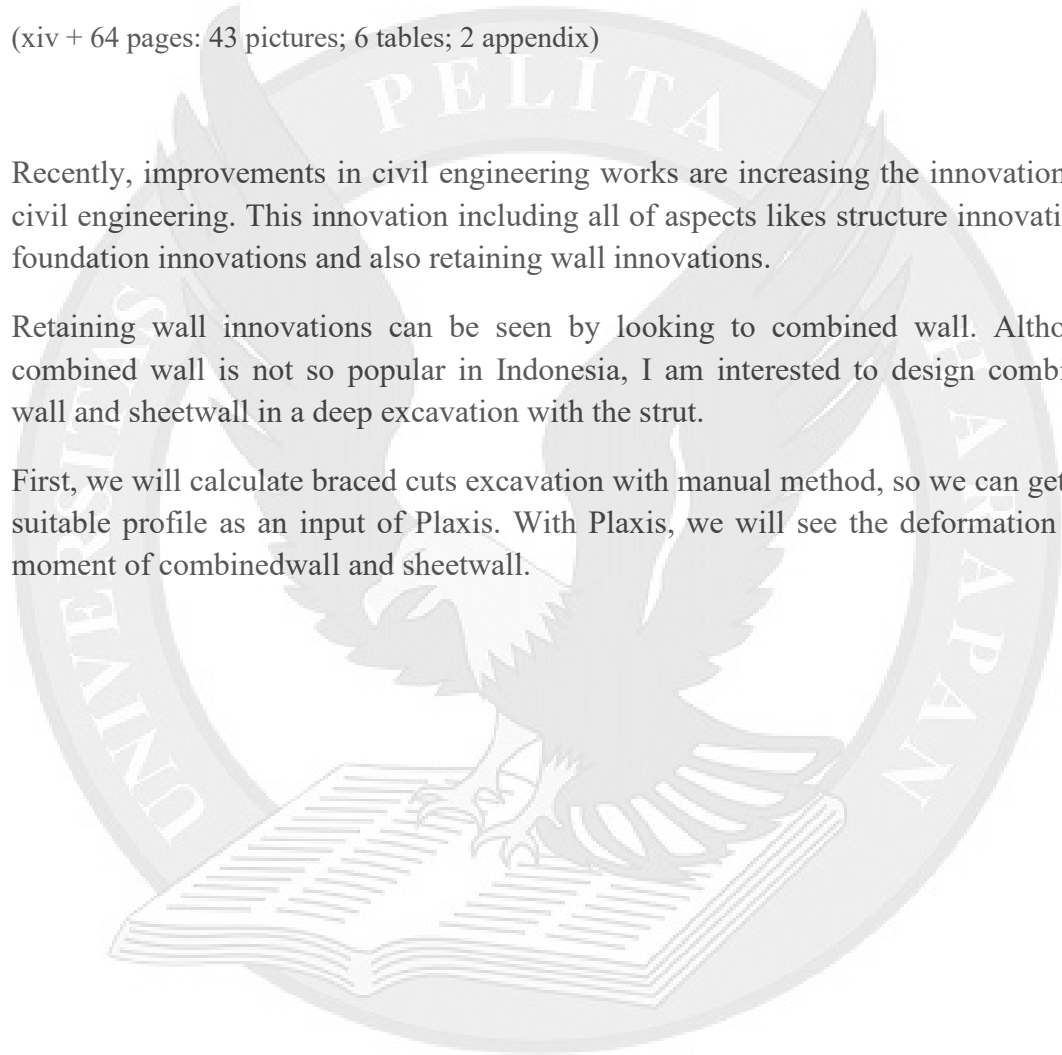 (xiv + 64 pages: 43 pictures; 6 tables; 2 appendix)
Recently, improvements in civil engineering works are increasing the innovation
civil engineering. This innovation including all of aspects likes structure innovati
foundation innovations and also retaining wall innovations.
Retaining wall innovations can be seen by looking to combined wall. Altho
combined wall is not so popular in Indonesia, I am interested to design combi
wall and sheetwall in a deep excavation with the strut.
First, we will calculate braced cuts excavation with manual method, so we can get
suitable profile as an input of Plaxis. With Plaxis, we will see the deformation
moment of combinedwall and sheetwall.
UNIVERSITAS PELITA HARAPAN